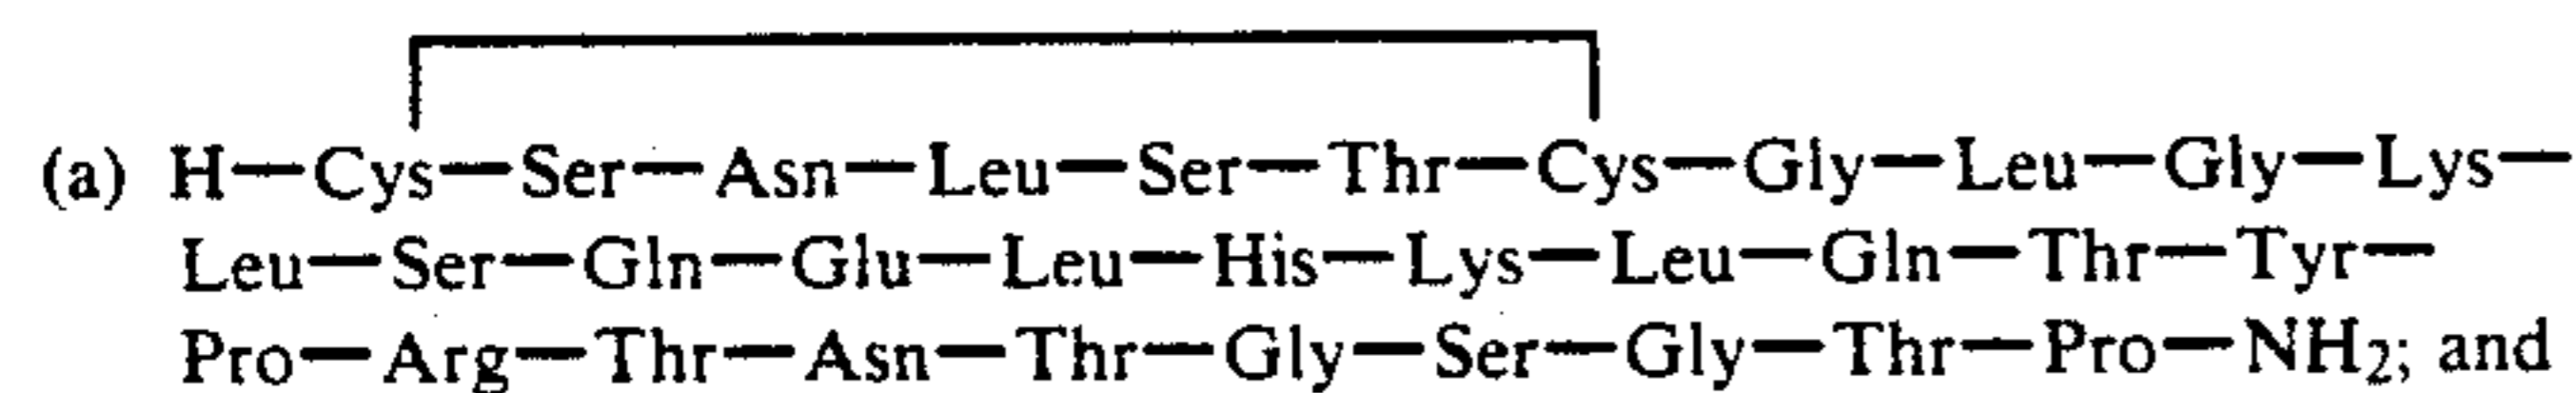 (a) H—Cys—Ser—Asn—Leu—Ser—Thr—Cys—Gly—Leu—Gly—Lys—
Leu—Ser—Gln—Glu—Leu—His—Lys—Leu—Gln—Thr—Tyr—
Pro—Arg—Thr—Asn—Thr—Gly—Ser—Gly—Thr—Pro—NH₂; and